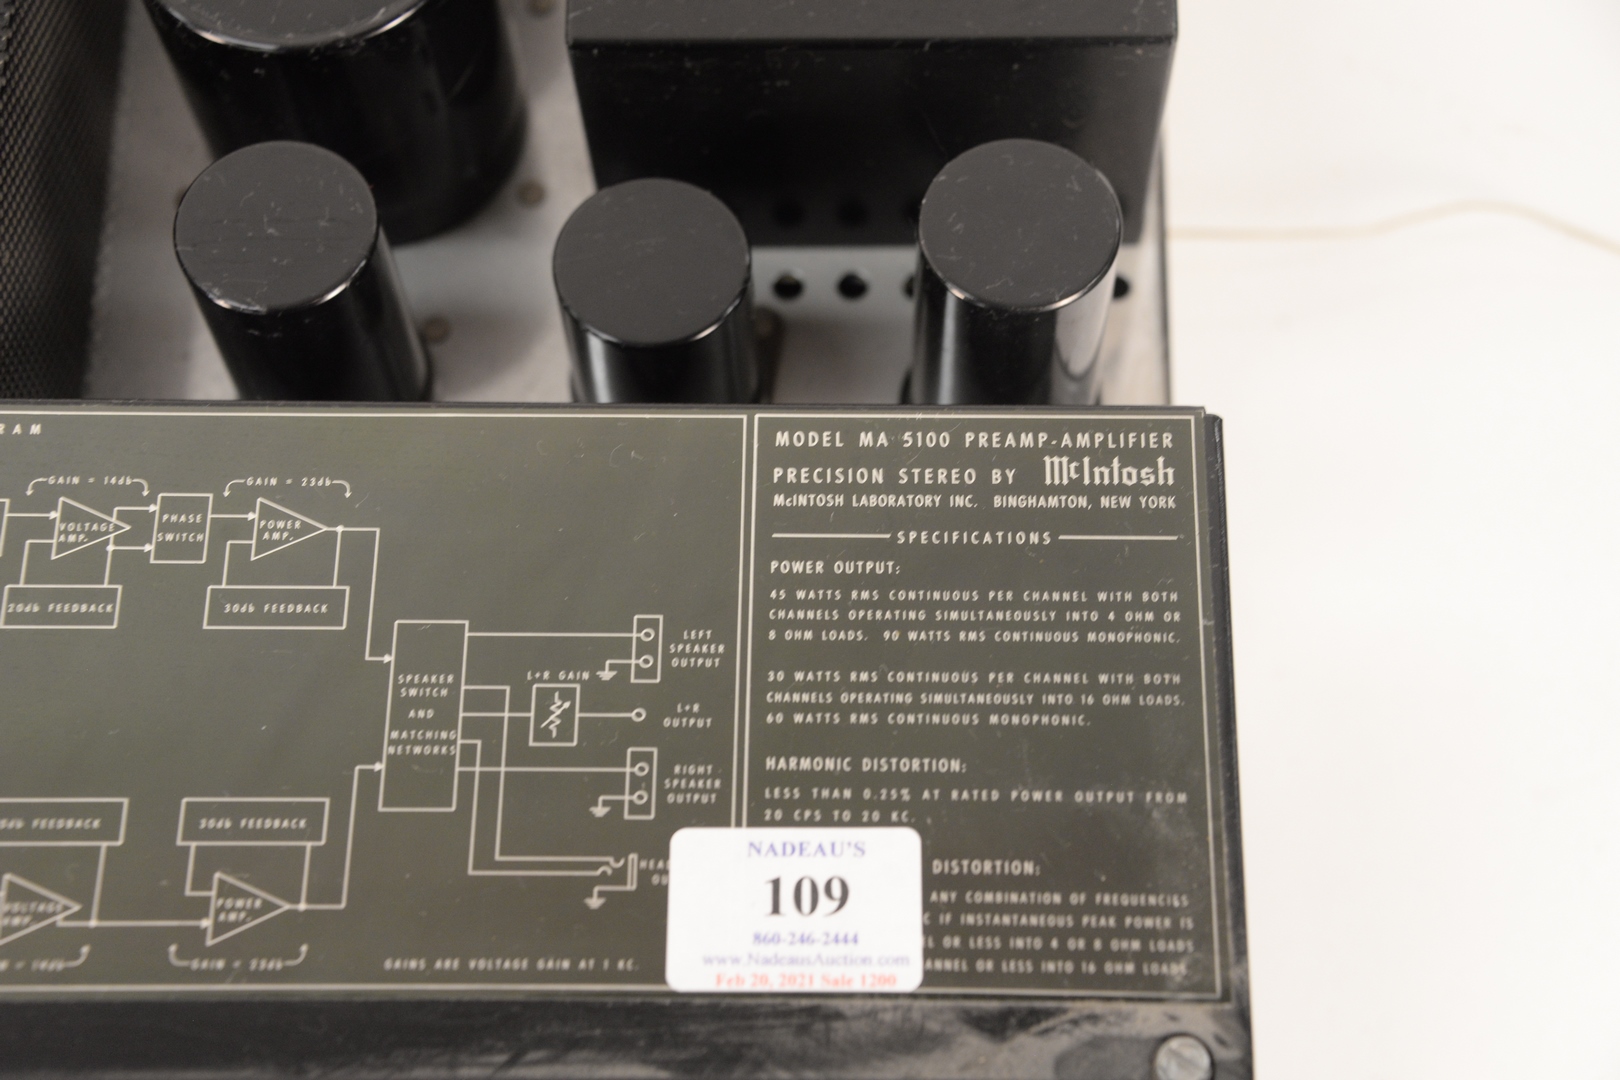 RAM
GAIN = 14db
GAIN = 23db
VOLTAGE
AMP.
PHASE
SWITCH
POWER
AMP.
20db FEEDBACK
30db FEEDBACK
SPEAKER
SWITCH
AND
MATCHING
NETWORKS
L+R GAIN
LEFT
SPEAKER
OUTPUT
L+R
OUTPUT
RIGHT
SPEAKER
OUTPUT
HEA
OU
FEEDBACK
30db FEEDBACK
VOLTAGE
AMP.
POWER
AMP.
= 14db
GAIN = 23db
GAINS ARE VOLTAGE GAIN AT 1 KC.
MODEL MA 5100 PREAMP-AMPLIFIER
PRECISION STEREO BY McIntosh
McINTOSH LABORATORY INC. BINGHAMTON, NEW YORK
SPECIFICATIONS
POWER OUTPUT:
45 WATTS RMS CONTINUOUS PER CHANNEL WITH BOTH
CHANNELS OPERATING SIMULTANEOUSLY INTO 4 OHM OR
8 OHM LOADS. 90 WATTS RMS CONTINUOUS MONOPHONIC.
30 WATTS RMS CONTINUOUS PER CHANNEL WITH BOTH
CHANNELS OPERATING SIMULTANEOUSLY INTO 16 OHM LOADS.
60 WATTS RMS CONTINUOUS MONOPHONIC.
HARMONIC DISTORTION:
LESS THAN 0.25% AT RATED POWER OUTPUT FROM
20 CPS TO 20 KC.
DISTORTION:
ANY COMBINATION OF FREQUENCIES
C IF INSTANTANEOUS PEAK POWER IS
L OR LESS INTO 4 OR 8 OHM LOADS
ANNEL OR LESS INTO 16 OHM LOADS.
NADEAU'S
109
860-246-2444
www.NadeausAuction.com
Feb 20, 2021 Sale 1200